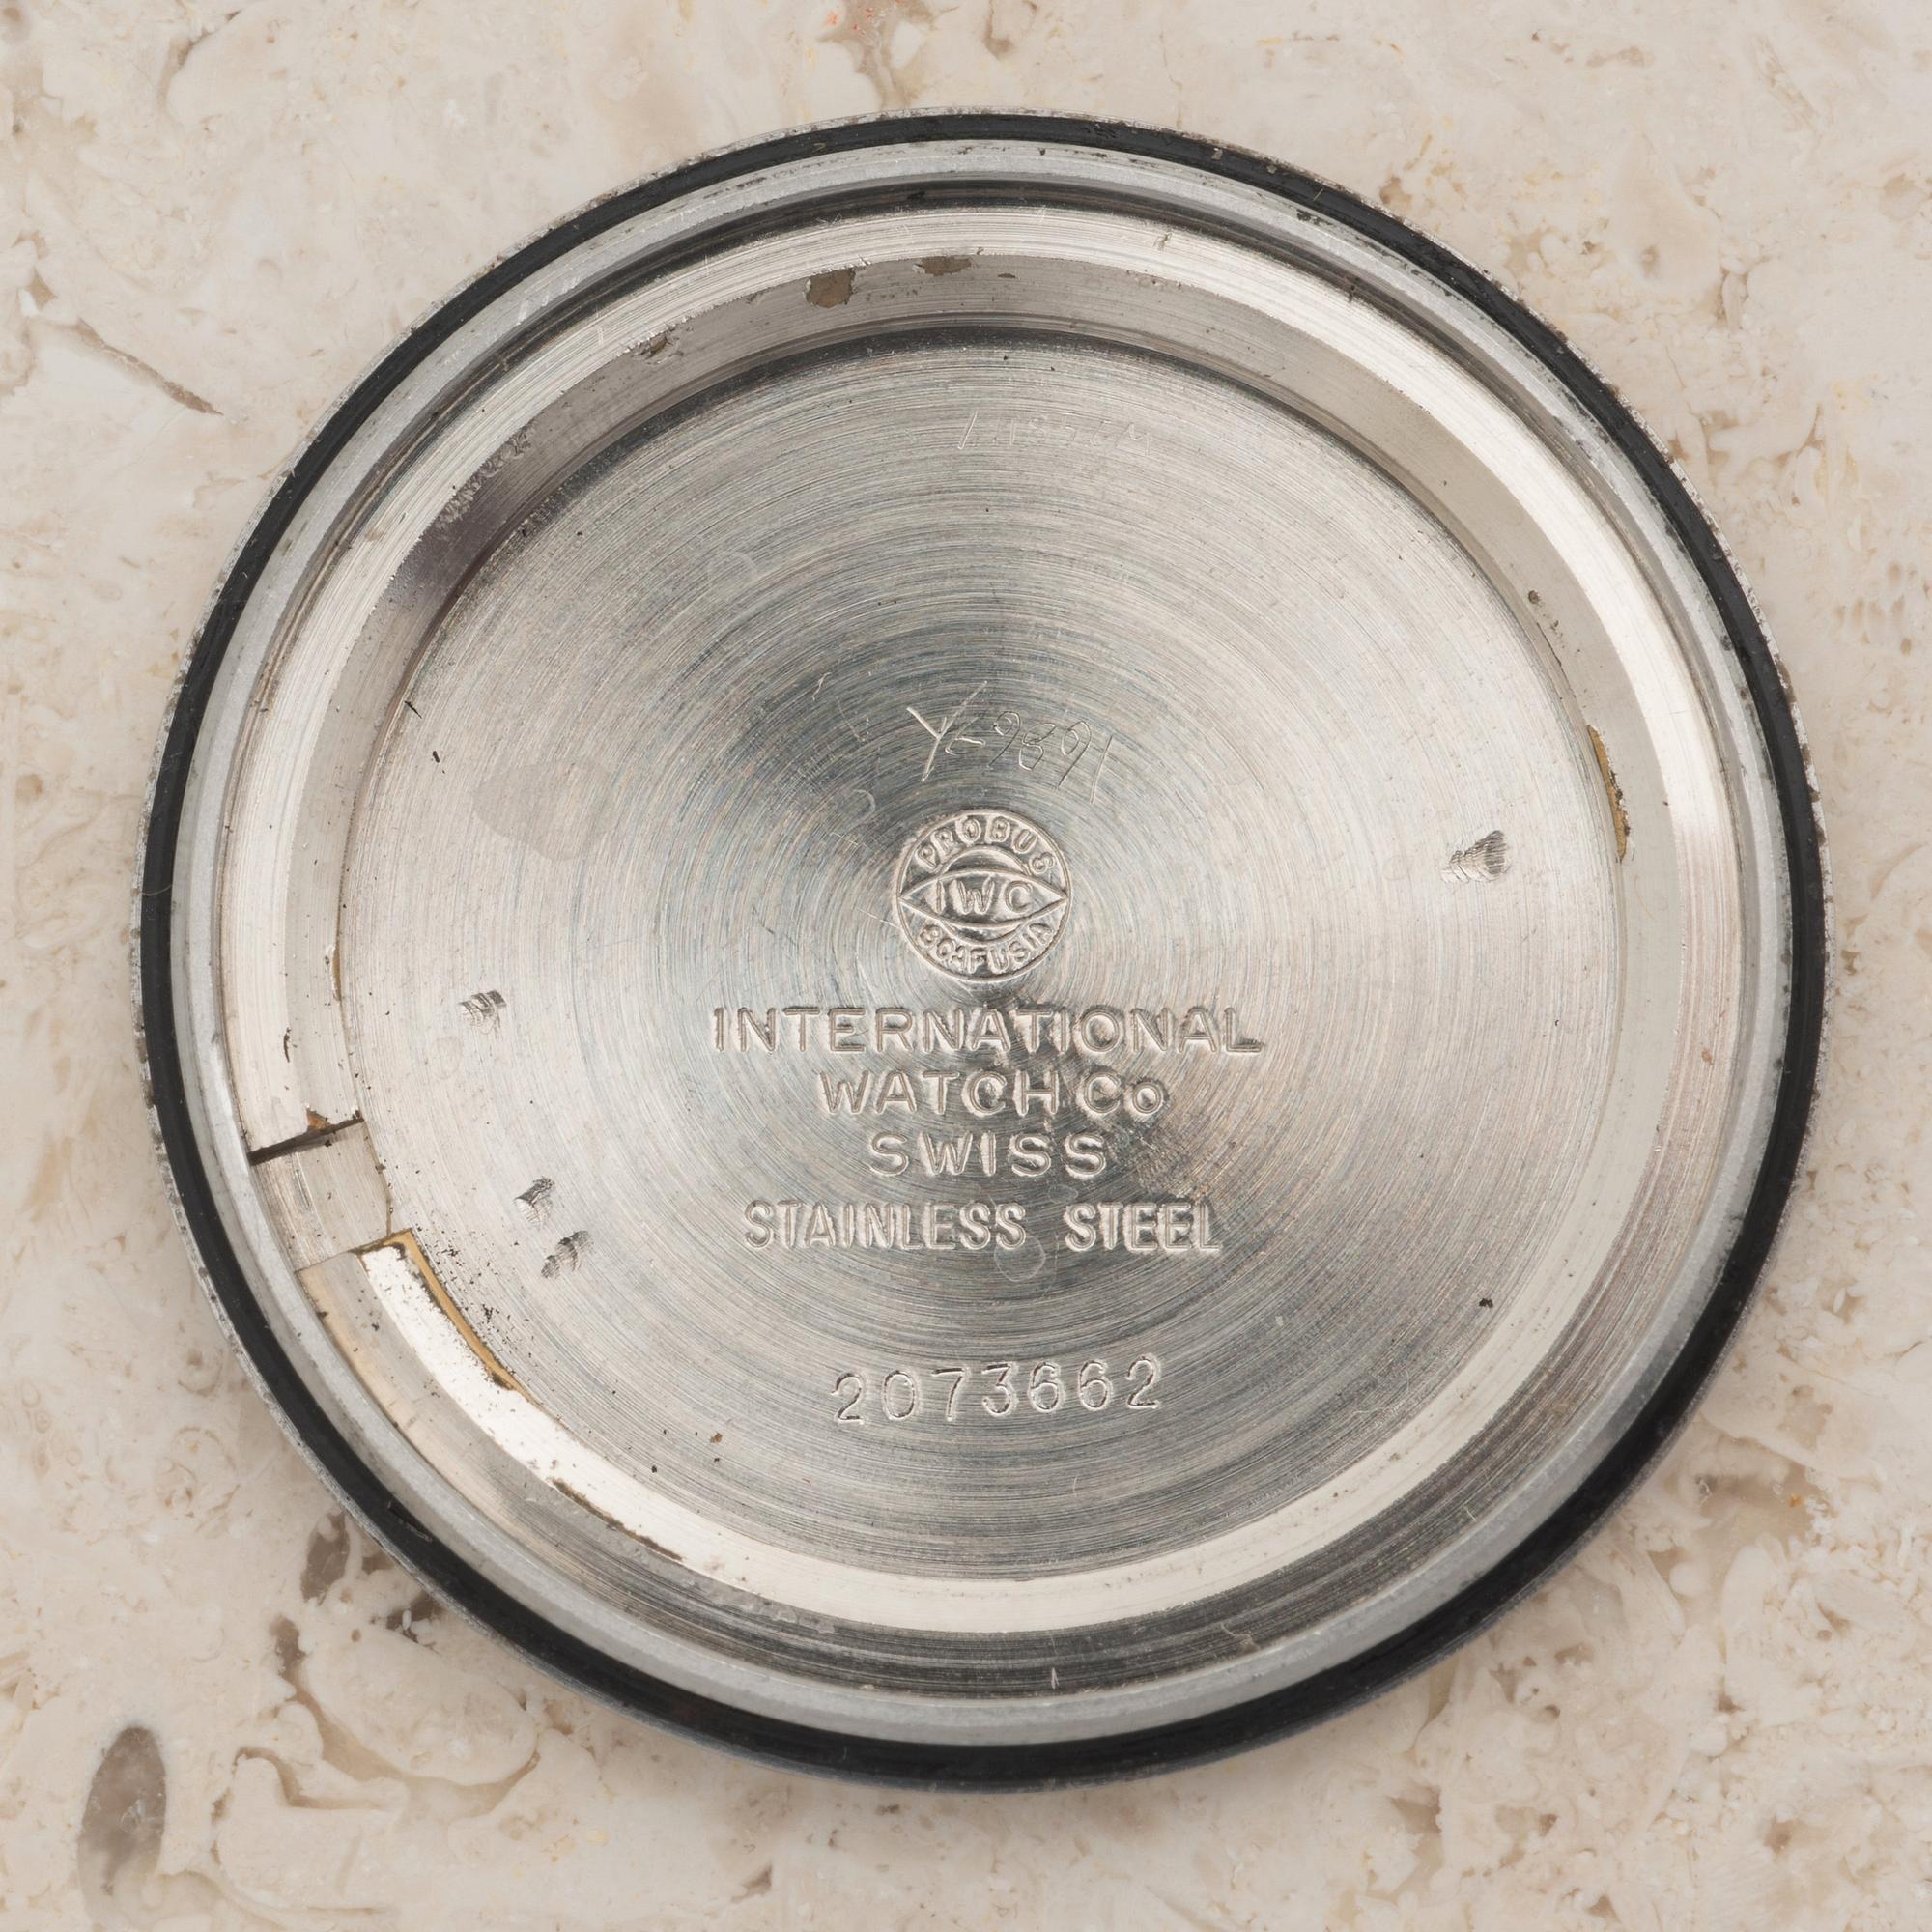 PROBUS
IWC
SCAFUSIA
INTERNATIONAL
WATCH Co
SWISS
STAINLESS STEEL
2073662